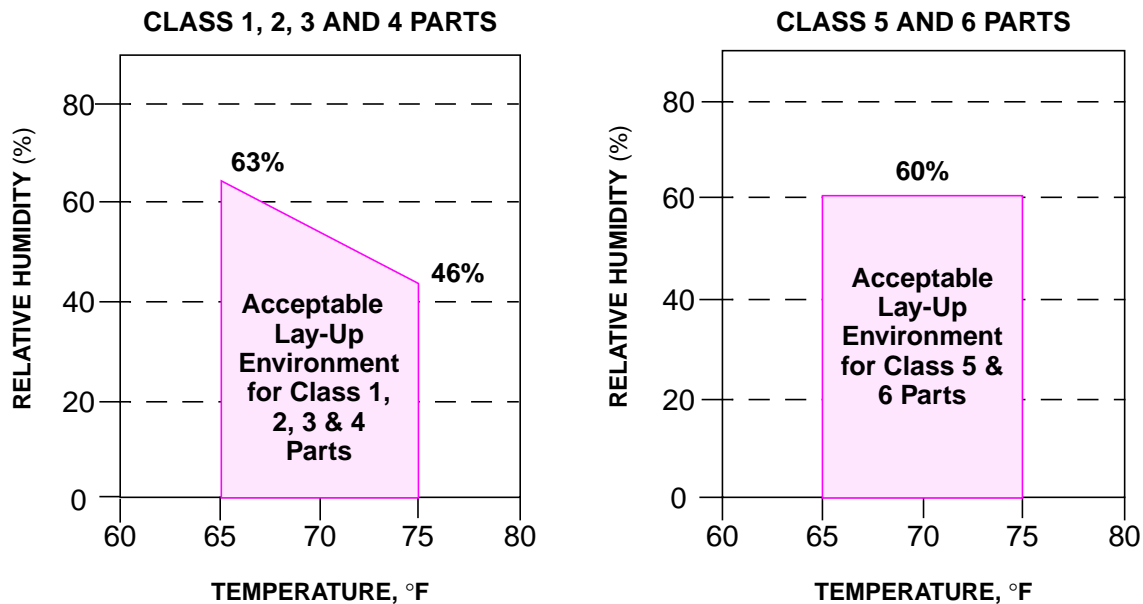 CLASS 1, 2, 3 AND 4 PARTS
RELATIVE HUMIDITY (%)
80
60
40
20
0
63%
46%
Acceptable
Lay-Up
Environment
for Class 1,
2, 3 & 4
Parts
60
65
70
75
80
TEMPERATURE, °F
CLASS 5 AND 6 PARTS
RELATIVE HUMIDITY (%)
80
60
40
20
0
60%
Acceptable
Lay-Up
Environment
for Class 5 &
6 Parts
60
65
70
75
80
TEMPERATURE, °F